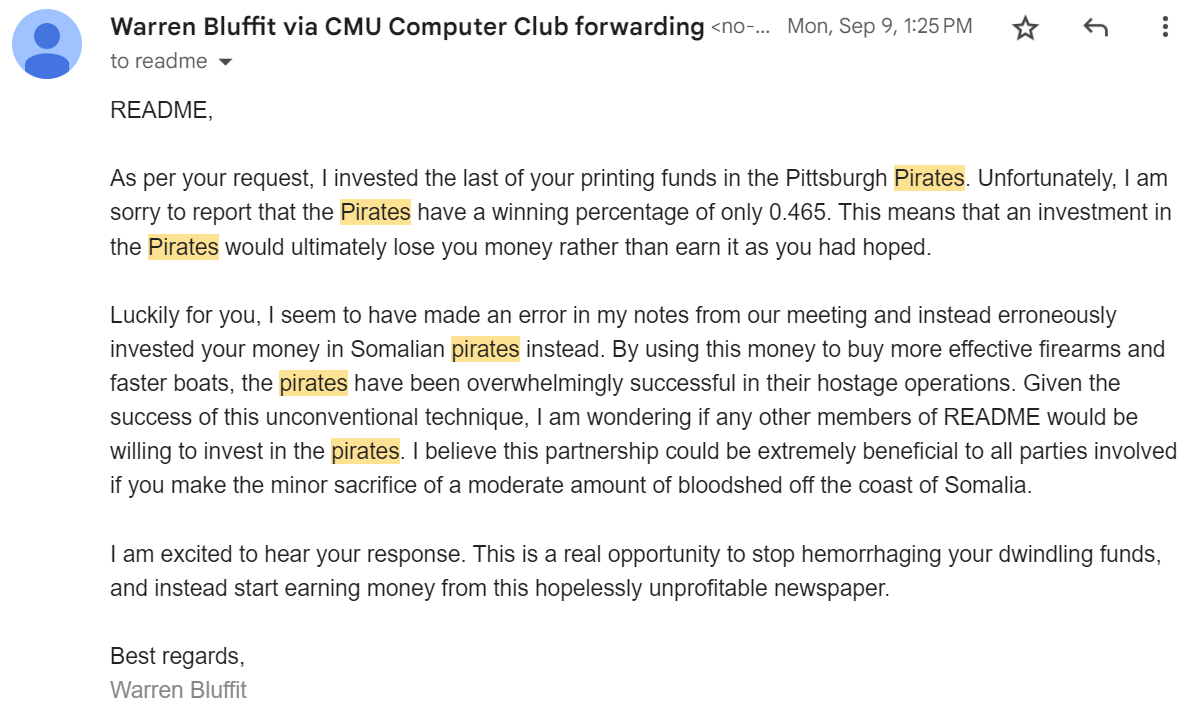 Warren Bluffit via CMU Computer Club forwarding <no-... Mon, Sep 9, 1:25 PM
to readme
README,
As per your request, I invested the last of your printing funds in the Pittsburgh Pirates. Unfortunately, I am
sorry to report that the Pirates have a winning percentage of only 0.465. This means that an investment in
the Pirates would ultimately lose you money rather than earn it as you had hoped.
Luckily for you, I seem to have made an error in my notes from our meeting and instead erroneously
invested your money in Somalian pirates instead. By using this money to buy more effective firearms and
faster boats, the pirates have been overwhelmingly successful in their hostage operations. Given the
success of this unconventional technique, I am wondering if any other members of README would be
willing to invest in the pirates. I believe this partnership could be extremely beneficial to all parties involved
if you make the minor sacrifice of a moderate amount of bloodshed off the coast of Somalia.
I am excited to hear your response. This is a real opportunity to stop hemorrhaging your dwindling funds,
and instead start earning money from this hopelessly unprofitable newspaper.
Best regards,
Warren Bluffit